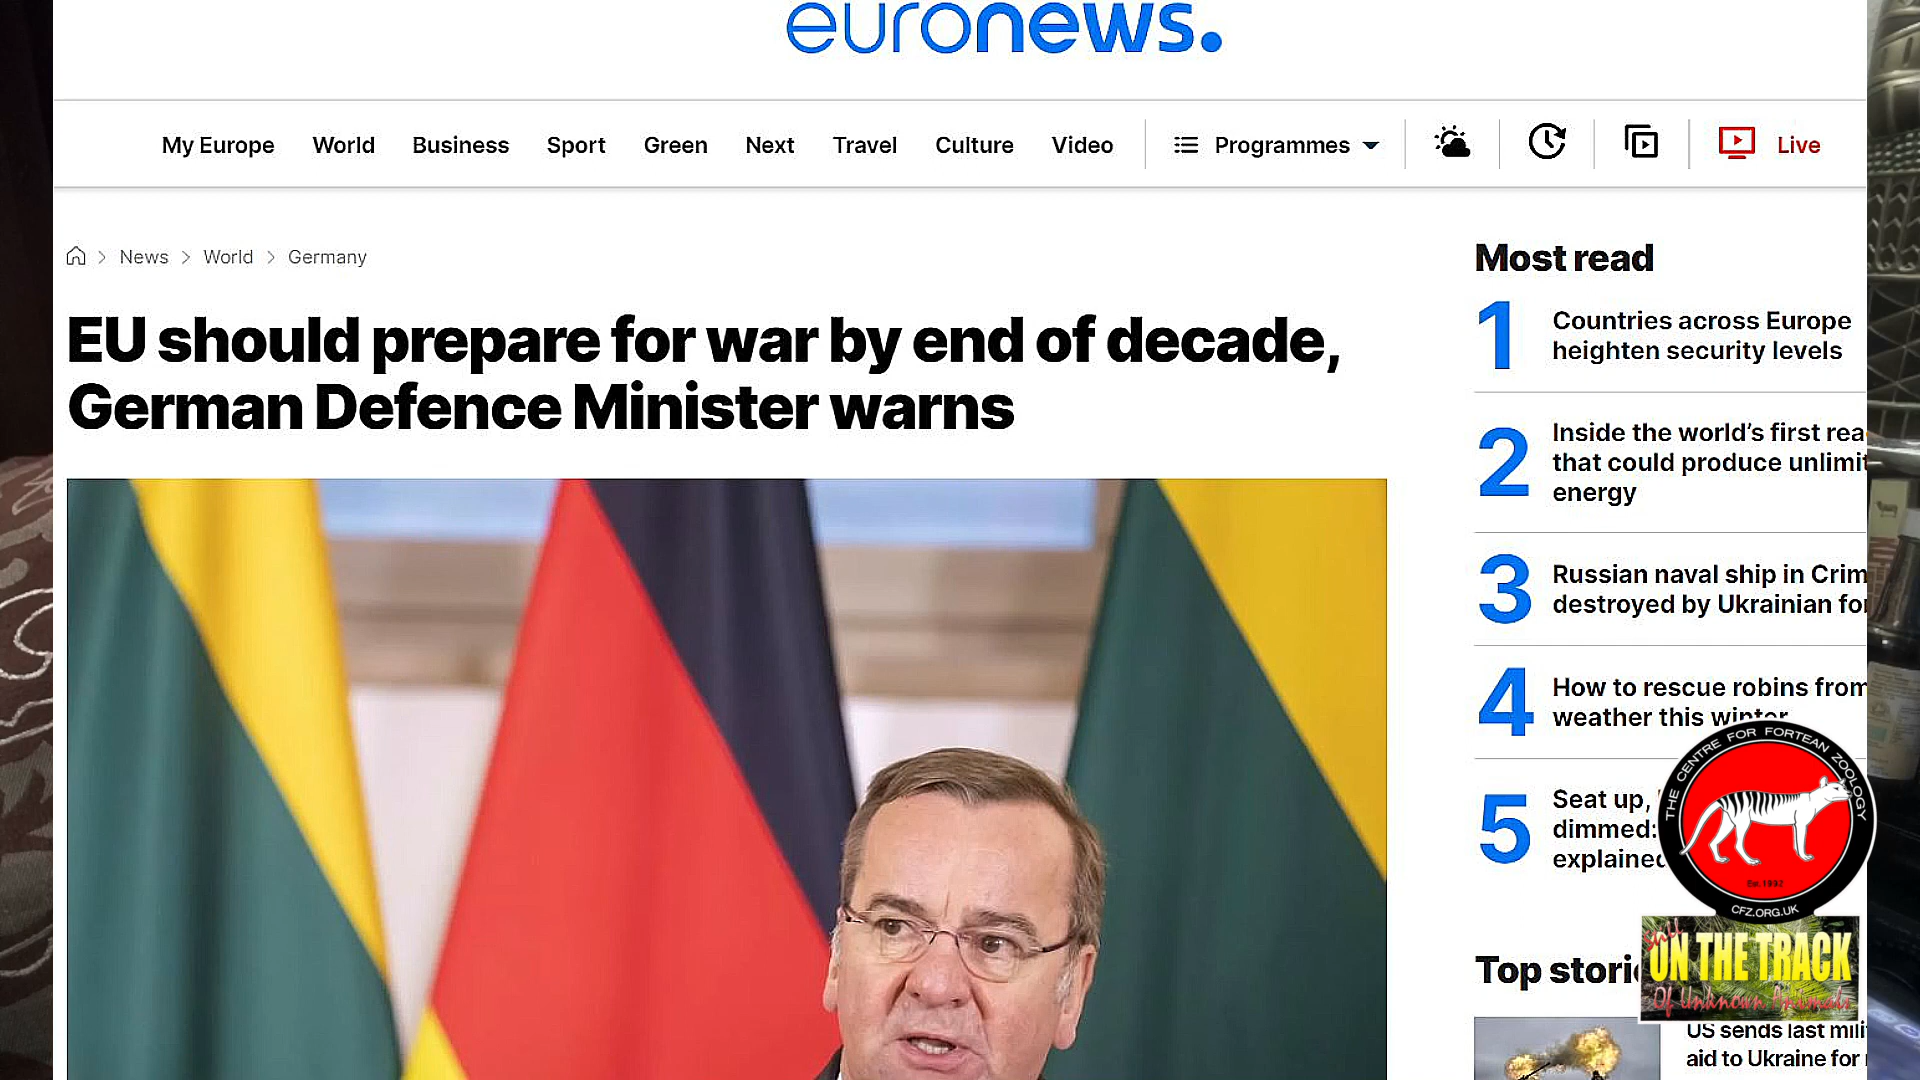 euronews.
My Europe World Business Sport Green Next Travel Culture Video Programmes Live
News World Germany
EU should prepare for war by end of decade,
German Defence Minister warns
Most read
1
Countries across Europe
heighten security levels
2
Inside the world's first rea
that could produce unlimit
energy
3
Russian naval ship in Crim
destroyed by Ukrainian for
4
How to rescue robins from
weather this winter
5
Seat up,
dimmed:
explained
THE CENTRE FOR FORTEAN ZOOLOGY
Est. 1992
CFZ.ORG.UK
still
ON THE TRACK
Of Unknown Animals
Top stori
US sends last mili
aid to Ukraine for